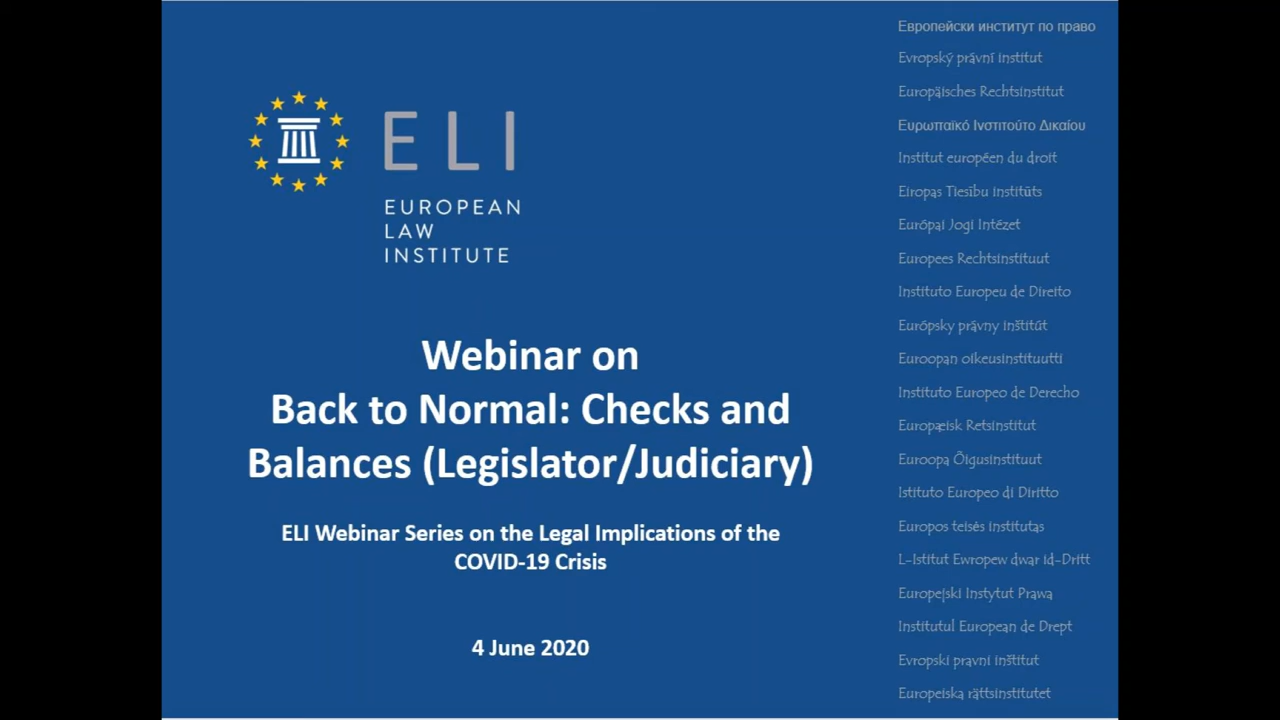 ELI
EUROPEAN
LAW
INSTITUTE
Webinar on
Back to Normal: Checks and
Balances (Legislator/Judiciary)
ELI Webinar Series on the Legal Implications of the
COVID-19 Crisis
4 June 2020
Европейски институт по право
Evropský právní institut
Europäisches Rechtsinstitut
Ευρωπαϊκό Ινστιτούτο Δικαίου
Institut européen du droit
Eiropas Tiesību institūts
Európai Jogi Intézet
Europees Rechtsinstituut
Instituto Europeu de Direito
Európsky právny inštitút
Euroopan oikeusinstituutti
Instituto Europeo de Derecho
Europæisk Retsinstitut
Euroopa Õigusinstituut
Istituto Europeo di Diritto
Europos teisės institutas
L-Istitut Ewropew dwar id-Dritt
Europejski Instytut Prawa
Institutul European de Drept
Evropski pravni inštitut
Europeiska rättsinstitutet